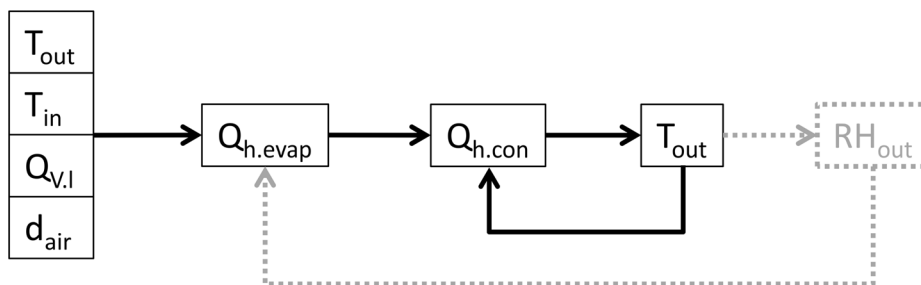 T_out
T_in
Q_V.l
d_air
Q_h.evap
Q_h.con
T_out
RH_out